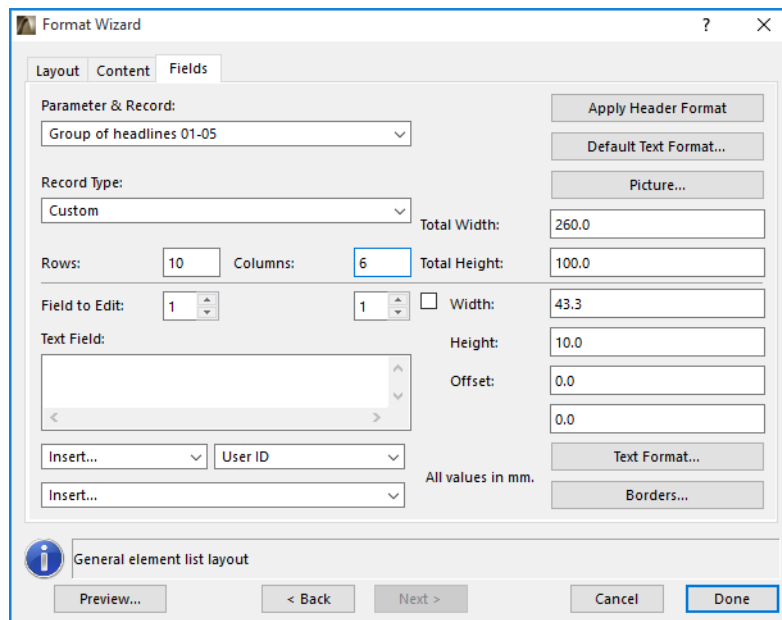 Format Wizard
?
Layout Content Fields
Parameter & Record:
Group of headlines 01-05
Apply Header Format
Default Text Format...
Record Type:
Picture...
Custom
Total Width: 260.0
Rows: 10 Columns: 6 Total Height: 100.0
Field to Edit: 1 1 Width: 43.3
Text Field:
Height: 10.0
Offset: 0.0
0.0
Insert... User ID
Text Format...
All values in mm.
Insert...
Borders...
General element list layout
Preview... < Back Next > Cancel Done